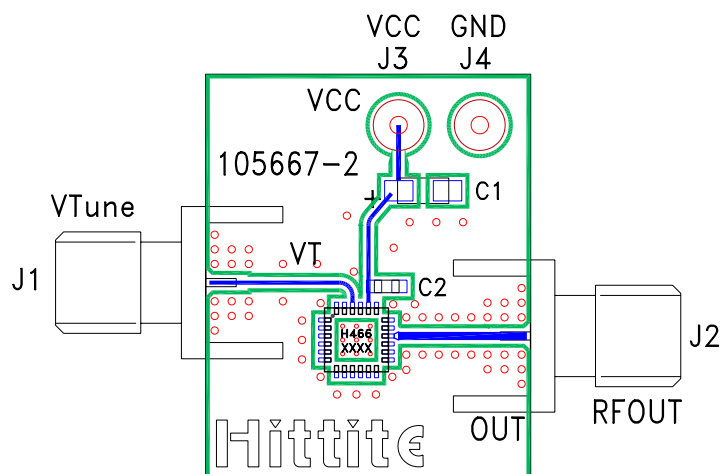 VCC GND
J3 J4
VCC
105667-2
C1
VTune
VT
J1
C2
H466
XXXX
J2
RFOUT
OUT
Hittite